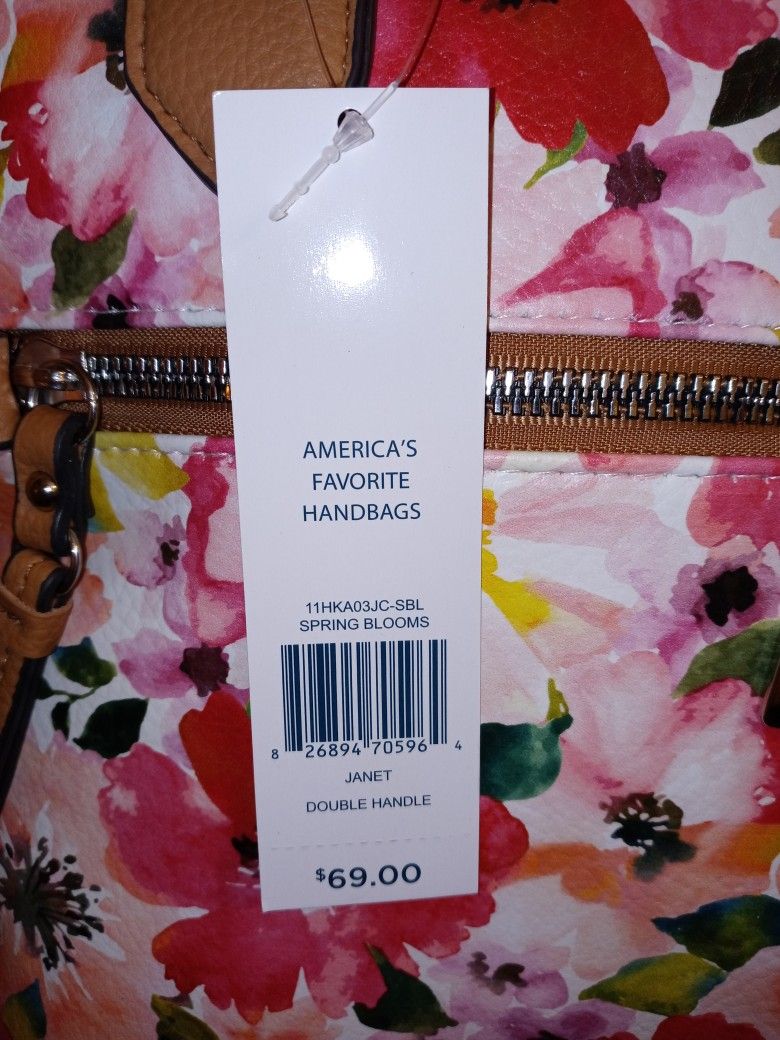 AMERICA'S
FAVORITE
HANDBAGS
11HKA03JC-SBL
SPRING BLOOMS
8 26894 70596 4
JANET
DOUBLE HANDLE
$69.00